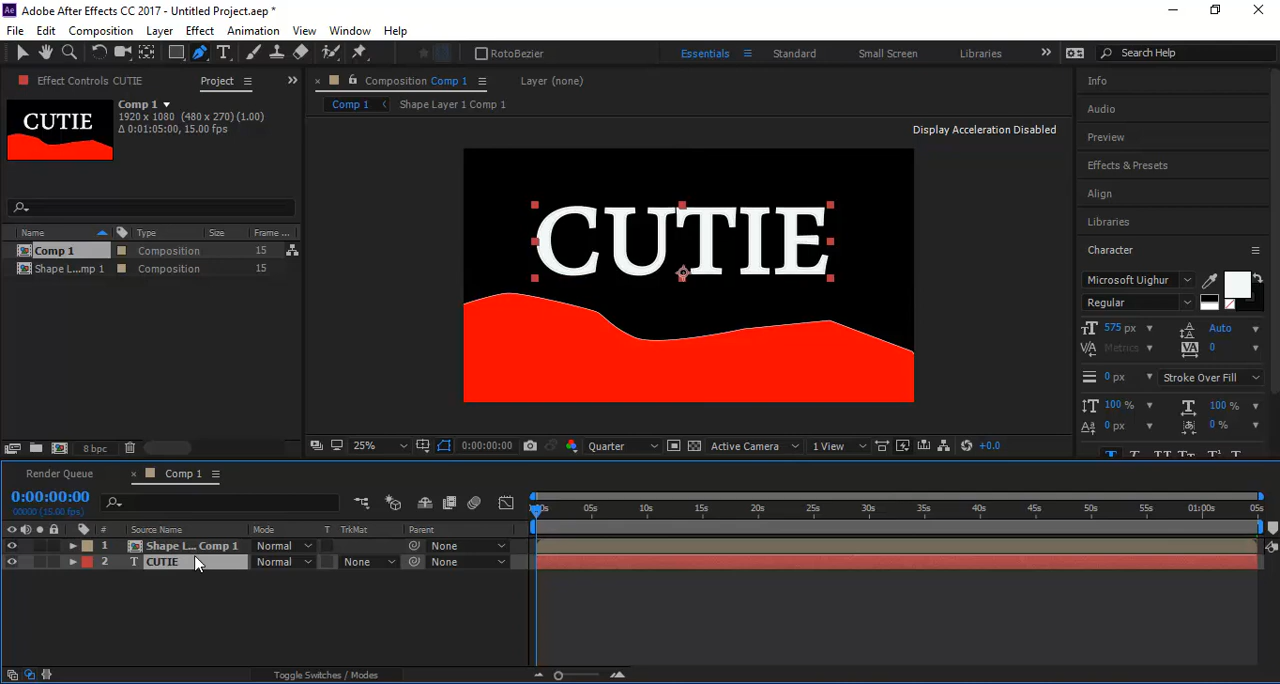 Adobe After Effects CC 2017 - Untitled Project.aep *
File Edit Composition Layer Effect Animation View Window Help
RotoBezier Essentials Standard Small Screen Libraries Search Help
Effect Controls CUTIE Project
Composition Comp 1 Layer (none)
Comp 1
1920 x 1080 (480 x 270) (1.00)
Δ 0:01:05:00, 15.00 fps
CUTIE
Comp 1 Shape Layer 1 Comp 1
Display Acceleration Disabled
CUTIE
Name Type Size Frame ...
Comp 1 Composition 15
Shape L...mp 1 Composition 15
8 bpc
25% 0:00:00:00 Quarter Active Camera 1 View +0.0
Info
Audio
Preview
Effects & Presets
Align
Libraries
Character
Microsoft Uighur
Regular
575 px Auto
Metrics 0
0 px Stroke Over Fill
100 % 100 %
0 px 0 %
Render Queue Comp 1
0:00:00:00
00000 (15.00 fps)
05s 10s 15s 20s 25s 30s 35s 40s 45s 50s 55s 01:00s 05s
# Source Name Mode T TrkMat Parent
1 Shape L... Comp 1 Normal None
2 T CUTIE Normal None None
Toggle Switches / Modes